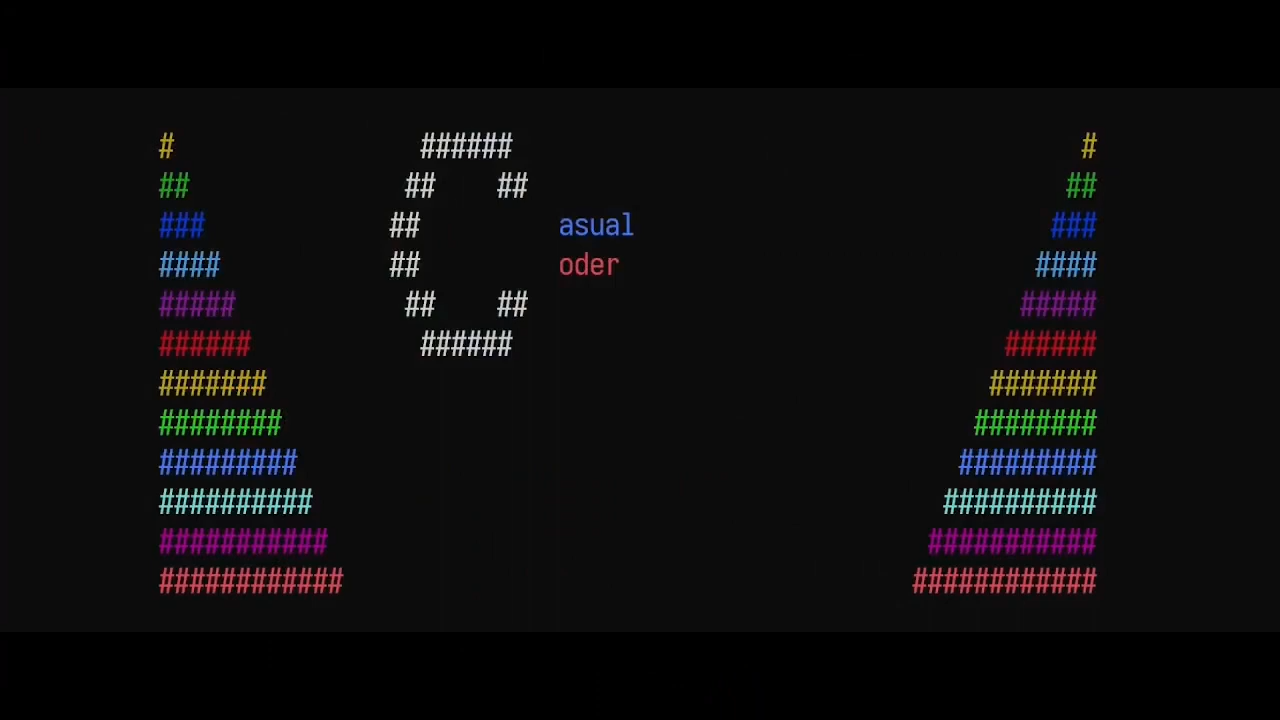 # ###### #
## ## ## ##
### ## asual ###
#### ## oder ####
##### ## ## #####
###### ###### ######
####### #######
######## ########
######### #########
########## ##########
########### ###########
############ ############